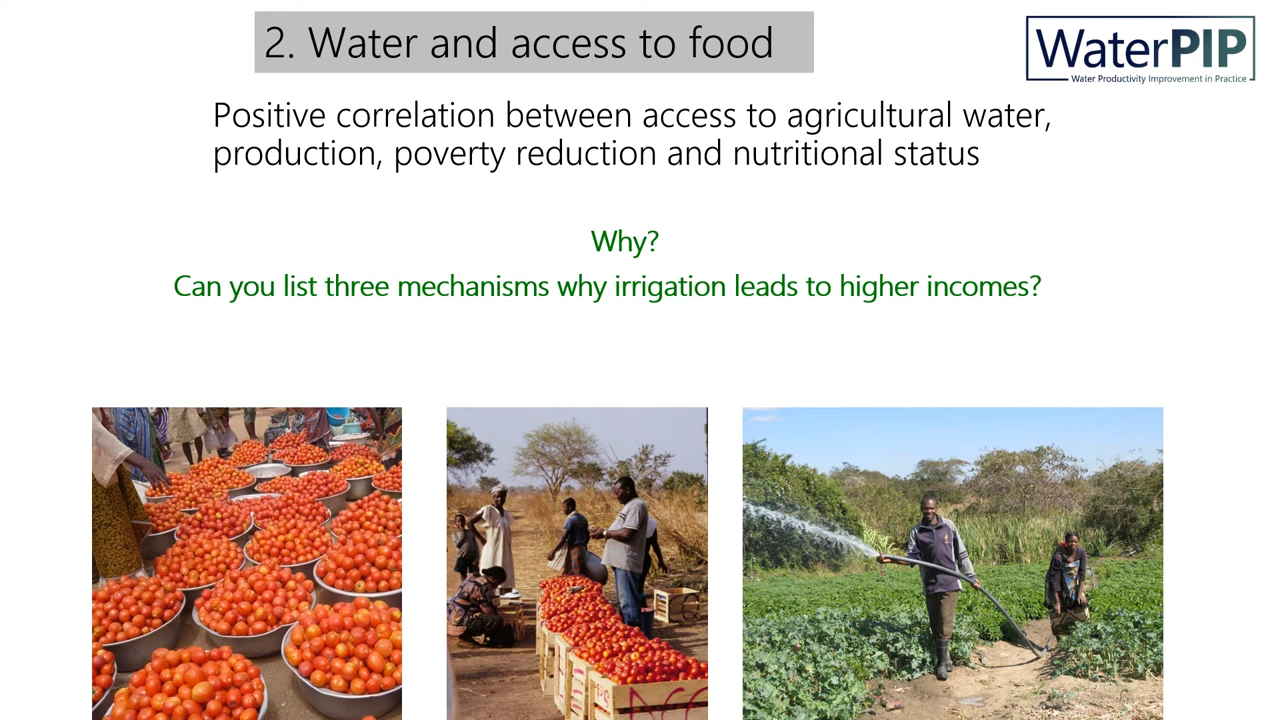 2. Water and access to food
WaterPIP
Water Productivity Improvement in Practice
Positive correlation between access to agricultural water,
production, poverty reduction and nutritional status
Why?
Can you list three mechanisms why irrigation leads to higher incomes?